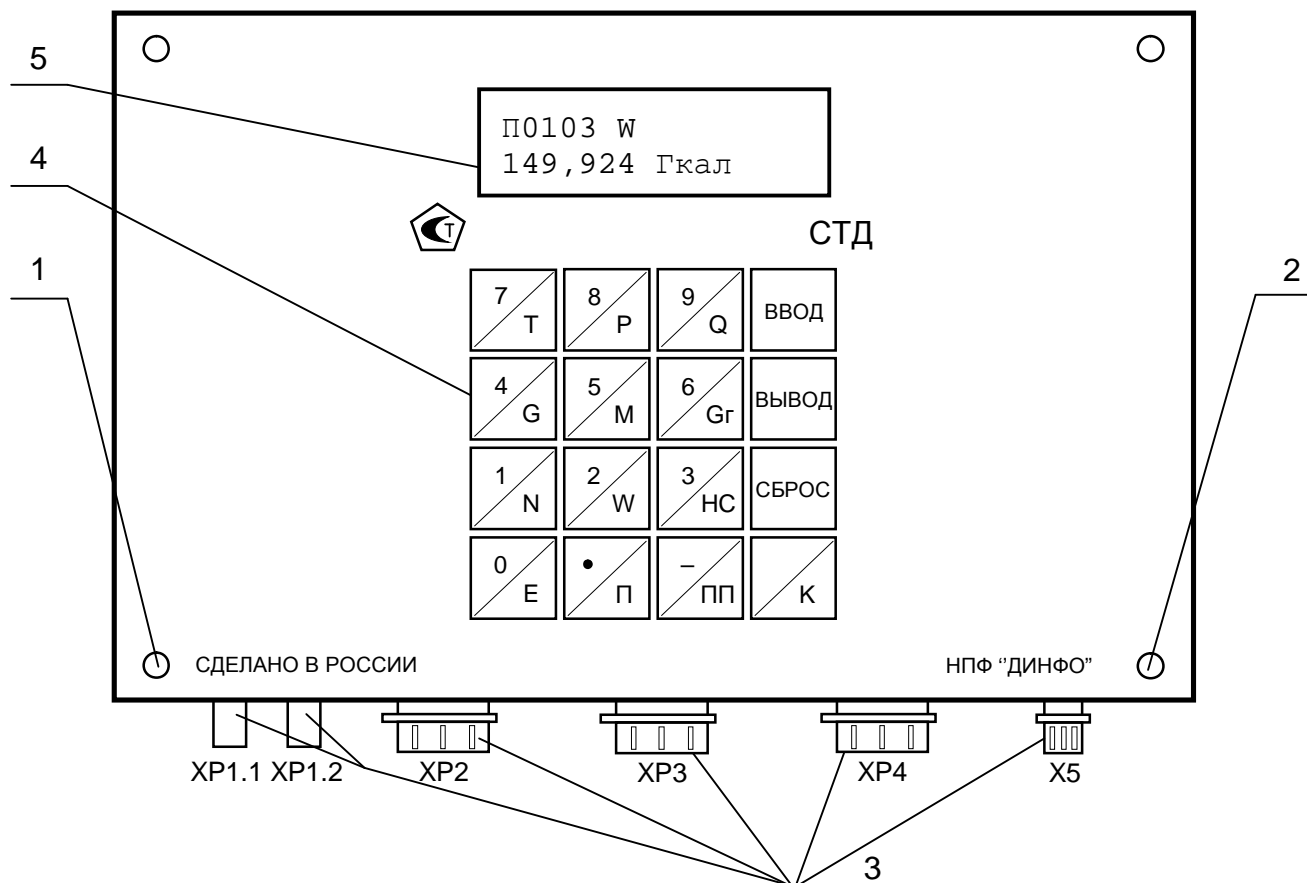 5
П0103 W
149,924 Гкал
4
Т
СТД
1
2
7 T 8 P 9 Q ВВОД
4 G 5 M 6 Gг ВЫВОД
1 N 2 W 3 НС СБРОС
0 E • П – ПП К
СДЕЛАНО В РОССИИ
НПФ "ДИНФО"
XP1.1 XP1.2 XP2 XP3 XP4 X5
3